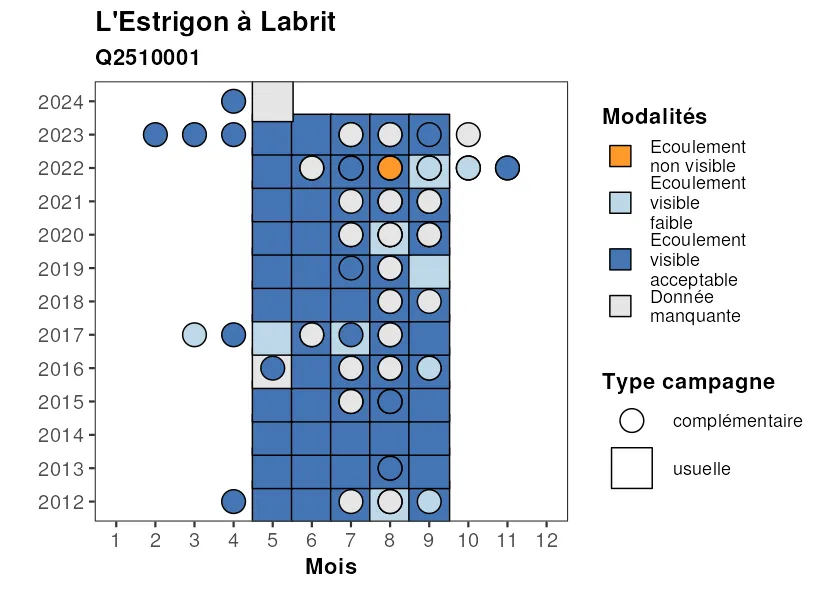 L'Estrigon à Labrit
Q2510001
2024
2023
2022
2021
2020
2019
2018
2017
2016
2015
2014
2013
2012
1 2 3 4 5 6 7 8 9 10 11 12
Mois
Modalités
Ecoulement
non visible
Ecoulement
visible
faible
Ecoulement
visible
acceptable
Donnée
manquante
Type campagne
complémentaire
usuelle